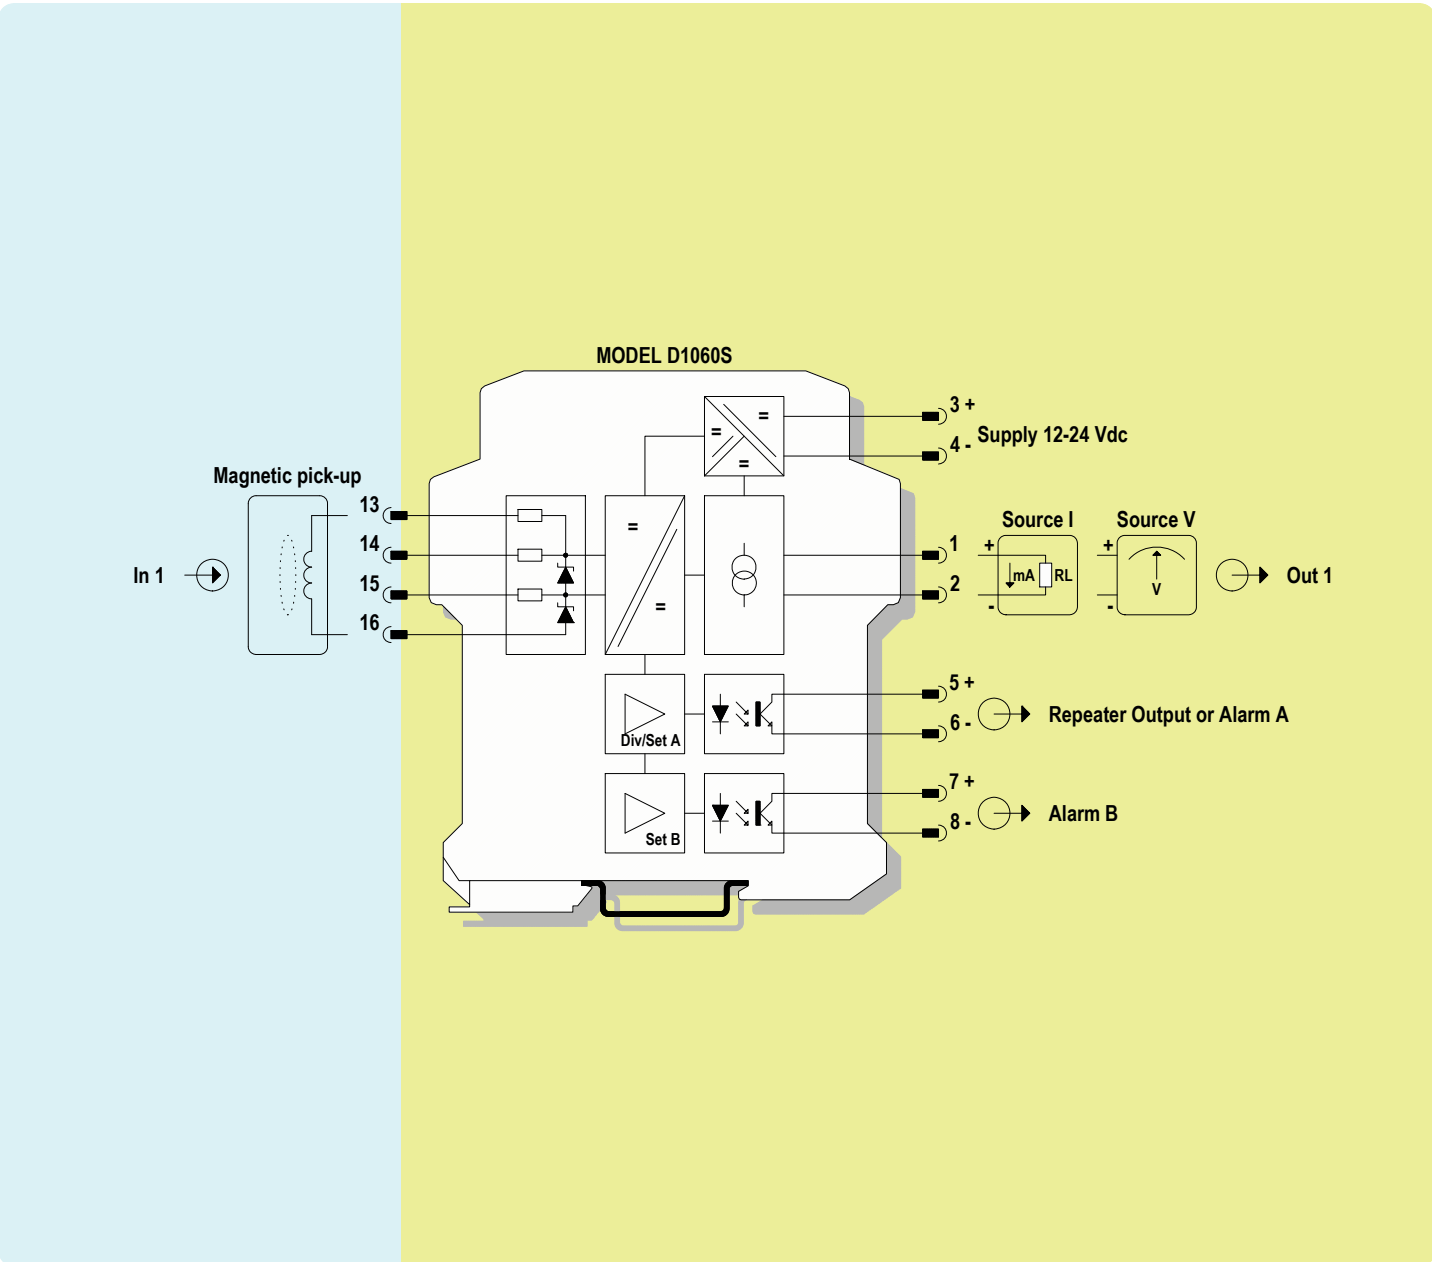 MODEL D1060S
3 +
Supply 12-24 Vdc
4 -
=
=
=
Magnetic pick-up
13
14
15
16
In 1
=
=
1
2
Source I
+
mA
RL
-
Source V
+
V
-
Out 1
5 +
6 -
Repeater Output or Alarm A
Div/Set A
7 +
8 -
Alarm B
Set B